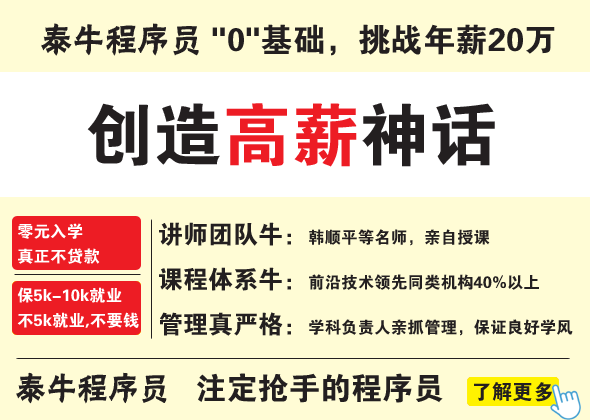 泰牛程序员 "0"基础，挑战年薪20万
创造高薪神话
零元入学
真正不贷款
保5k-10k就业
不5k就业,不要钱
讲师团队牛：韩顺平等名师，亲自授课
课程体系牛：前沿技术领先同类机构40%以上
管理真严格：学科负责人亲抓管理，保证良好学风
泰牛程序员 注定抢手的程序员 了解更多